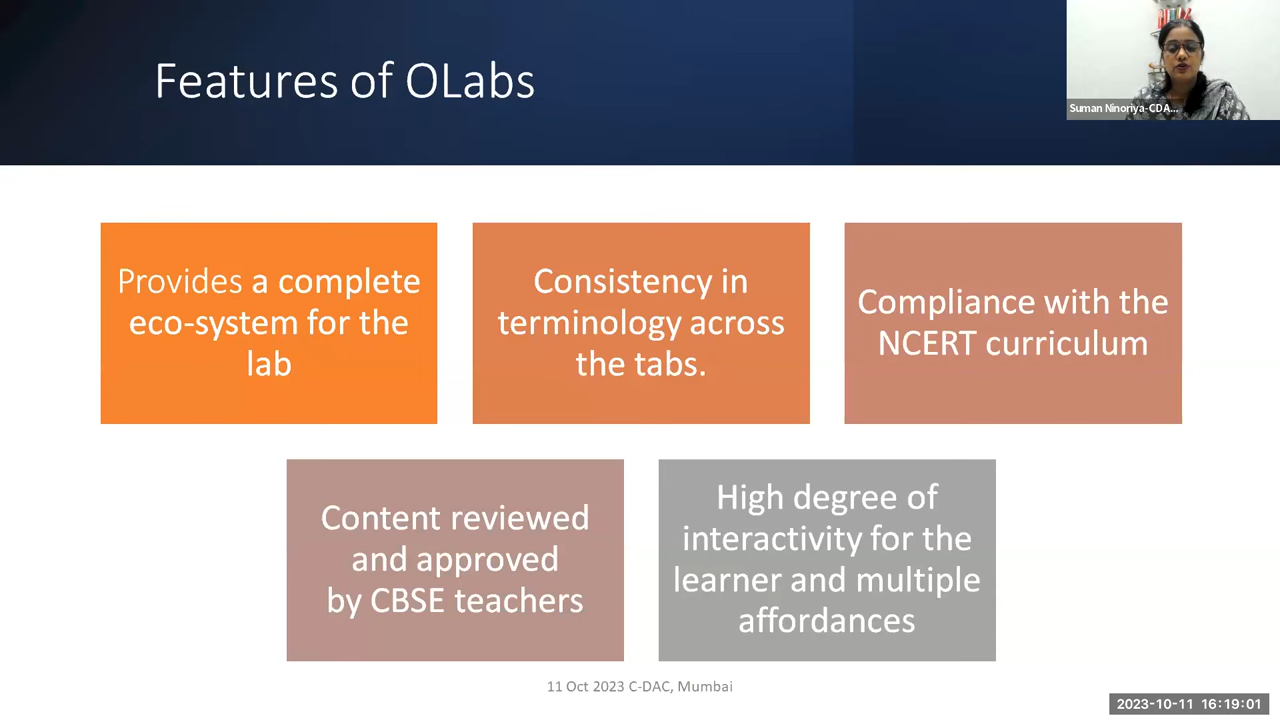 Features of OLabs
Suman Ninoriya-CDA...
Provides a complete
eco-system for the
lab
Consistency in
terminology across
the tabs.
Compliance with the
NCERT curriculum
Content reviewed
and approved
by CBSE teachers
High degree of
interactivity for the
learner and multiple
affordances
11 Oct 2023 C-DAC, Mumbai
2023-10-11 16:19:01